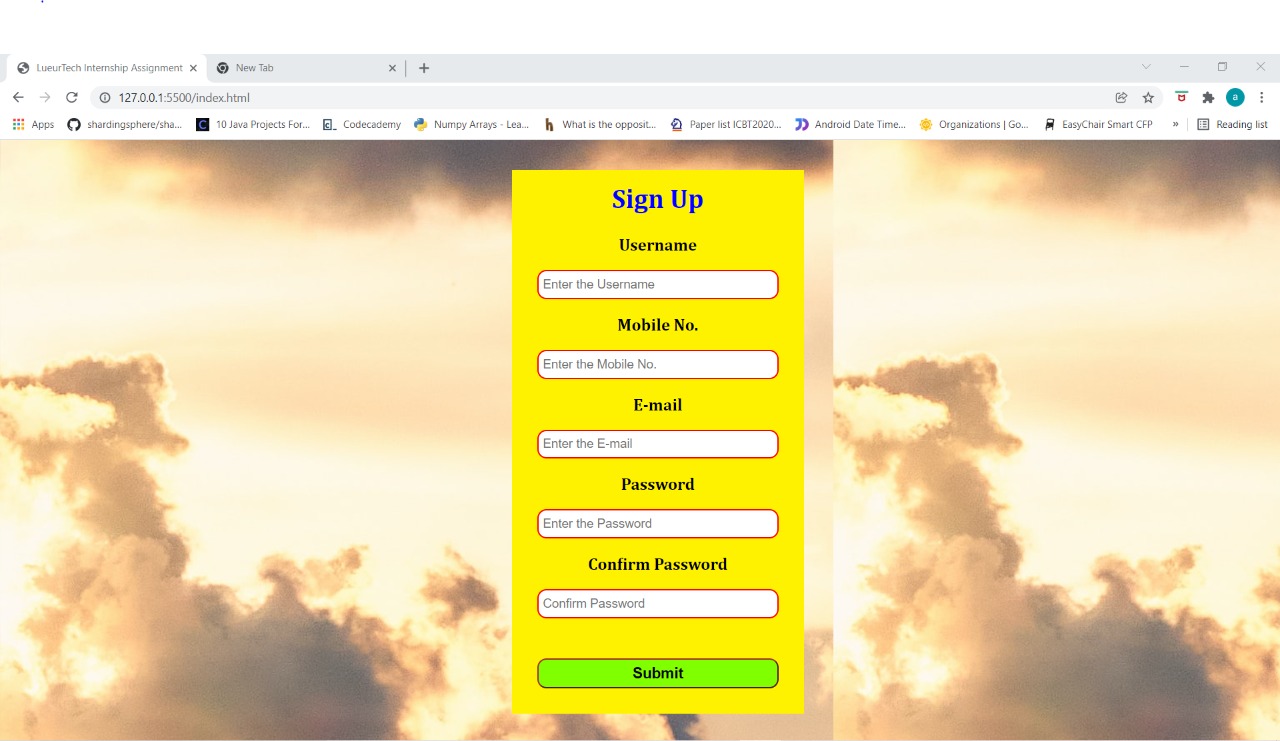 LueurTech Internship Assignment
New Tab
127.0.0.1:5500/index.html
a
Apps
shardingsphere/sha...
10 Java Projects For...
Codecademy
Numpy Arrays - Lea...
What is the opposit...
Paper list ICBT2020...
Android Date Time...
Organizations | Go...
EasyChair Smart CFP
»
Reading list
Sign Up
Username
Enter the Username
Mobile No.
Enter the Mobile No.
E-mail
Enter the E-mail
Password
Enter the Password
Confirm Password
Confirm Password
Submit